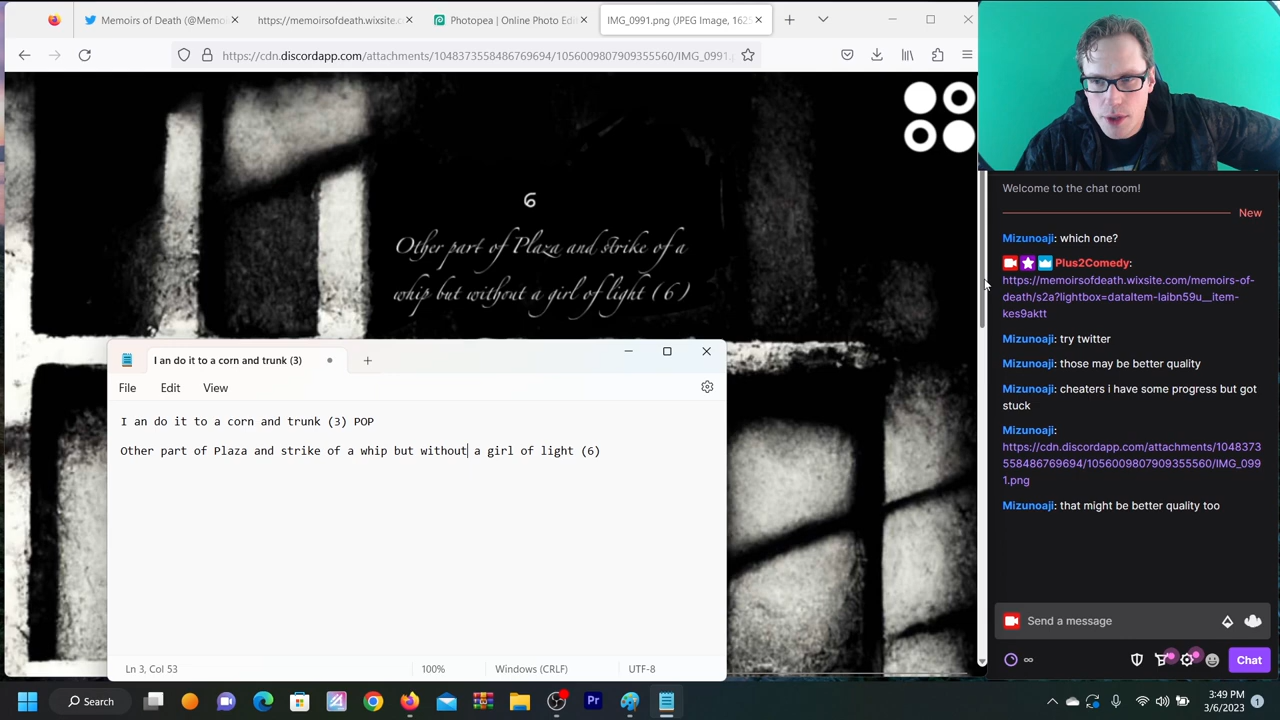 Memoirs of Death (@Memo
https://memoirsofdeath.wixsite.c
Photopea | Online Photo Edi
IMG_0991.png (JPEG Image, 1625
https://cdn.discordapp.com/attachments/1048373558486769694/1056009807909355560/IMG_0991.p
6
Other part of Plaza and strike of a
whip but without a girl of light (6)
I an do it to a corn and trunk (3)
File
Edit
View
I an do it to a corn and trunk (3) POP
Other part of Plaza and strike of a whip but without a girl of light (6)
Ln 3, Col 53
100%
Windows (CRLF)
UTF-8
Welcome to the chat room!
New
Mizunoaji: which one?
Plus2Comedy:
https://memoirsofdeath.wixsite.com/memoirs-of-
death/s2a?lightbox=dataItem-laibn59u__item-
kes9aktt
Mizunoaji: try twitter
Mizunoaji: those may be better quality
Mizunoaji: cheaters i have some progress but got
stuck
Mizunoaji:
https://cdn.discordapp.com/attachments/1048373
558486769694/1056009807909355560/IMG_099
1.png
Mizunoaji: that might be better quality too
Send a message
Chat
Search
Pr
3:49 PM
3/6/2023
1